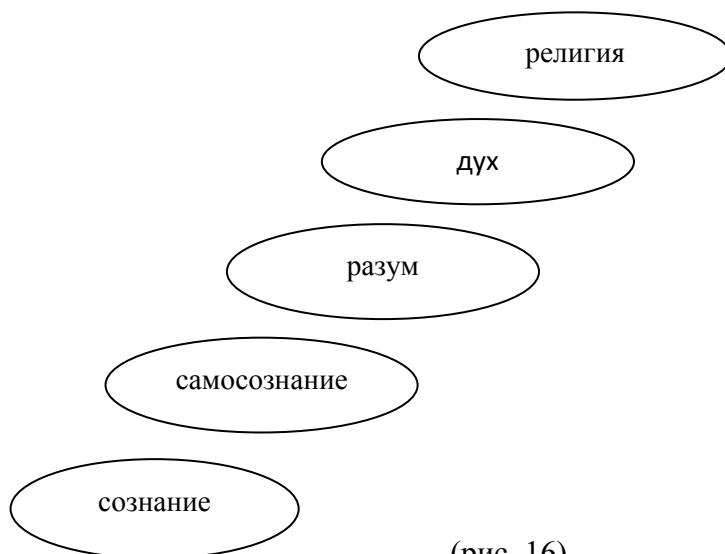 религия
дух
разум
самосознание
сознание
(рис. 16)